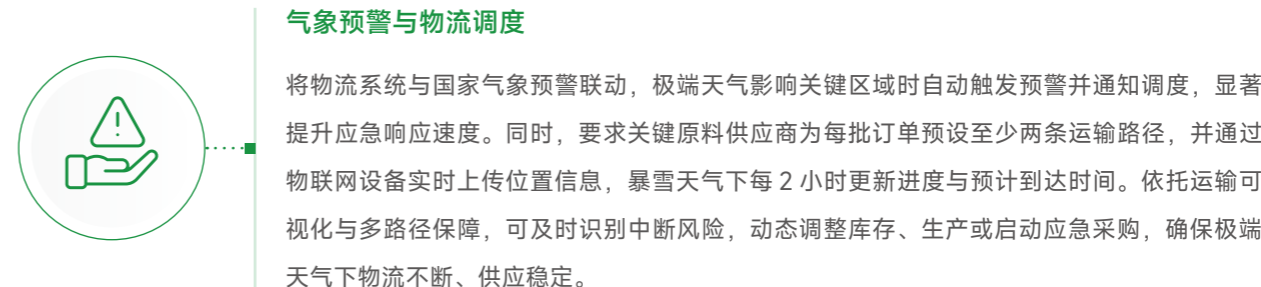 气象预警与物流调度
将物流系统与国家气象预警联动，极端天气影响关键区域时自动触发预警并通知调度，显著
提升应急响应速度。同时，要求关键原料供应商为每批订单预设至少两条运输路径，并通过
物联网设备实时上传位置信息，暴雪天气下每 2 小时更新进度与预计到达时间。依托运输可
视化与多路径保障，可及时识别中断风险，动态调整库存、生产或启动应急采购，确保极端
天气下物流不断、供应稳定。